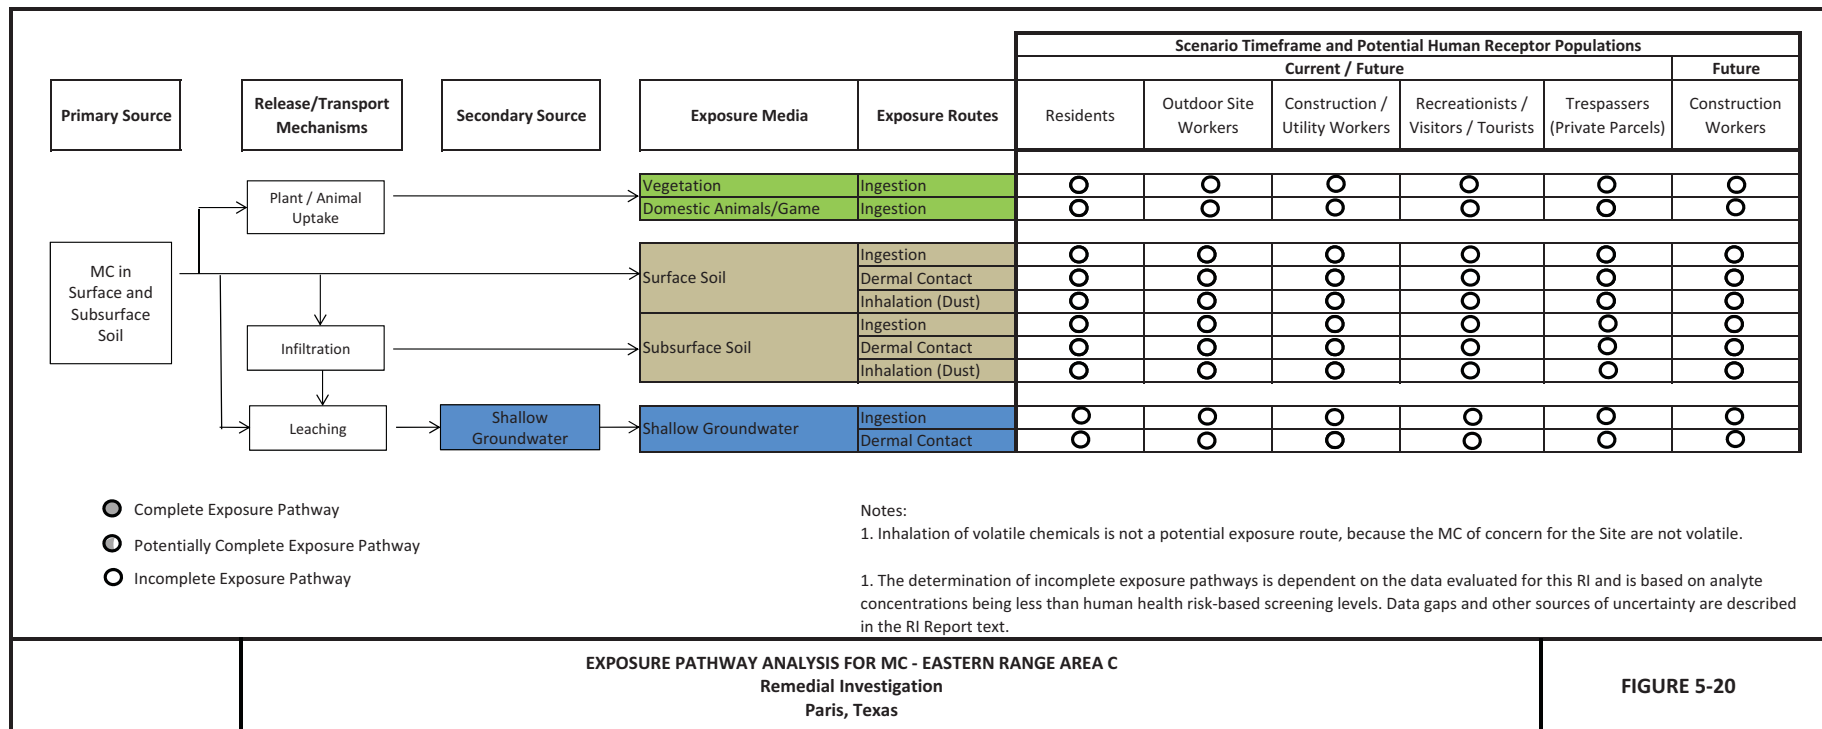 Scenario Timeframe and Potential Human Receptor Populations
Current / Future
Future
Primary Source
Release/Transport
Mechanisms
Secondary Source
Exposure Media
Exposure Routes
Residents
Outdoor Site
Workers
Construction /
Utility Workers
Recreationists /
Visitors / Tourists
Trespassers
(Private Parcels)
Construction
Workers
Plant / Animal
Uptake
Vegetation
Ingestion
Domestic Animals/Game
Ingestion
MC in
Surface and
Subsurface
Soil
Surface Soil
Ingestion
Dermal Contact
Inhalation (Dust)
Infiltration
Subsurface Soil
Ingestion
Dermal Contact
Inhalation (Dust)
Leaching
Shallow
Groundwater
Shallow Groundwater
Ingestion
Dermal Contact
Complete Exposure Pathway
Potentially Complete Exposure Pathway
Incomplete Exposure Pathway
Notes:
1. Inhalation of volatile chemicals is not a potential exposure route, because the MC of concern for the Site are not volatile.
1. The determination of incomplete exposure pathways is dependent on the data evaluated for this RI and is based on analyte
concentrations being less than human health risk-based screening levels. Data gaps and other sources of uncertainty are described
in the RI Report text.
EXPOSURE PATHWAY ANALYSIS FOR MC - EASTERN RANGE AREA C
Remedial Investigation
Paris, Texas
FIGURE 5-20